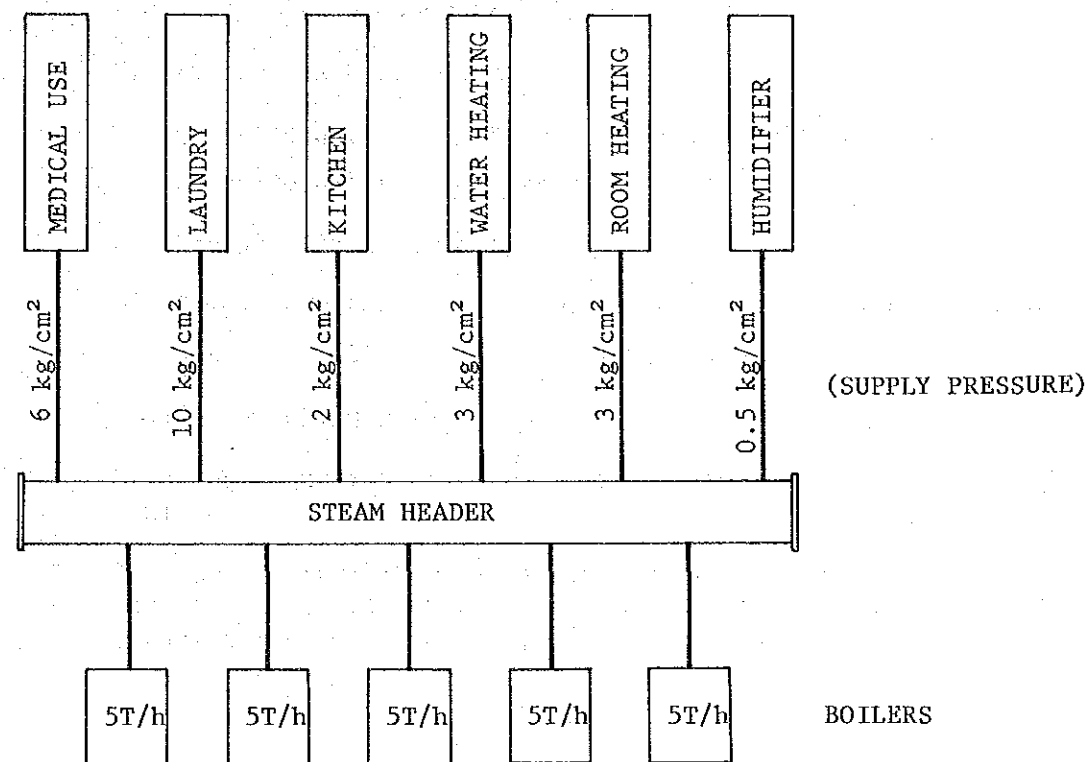 MEDICAL USE
LAUNDRY
KITCHEN
WATER HEATING
ROOM HEATING
HUMIDIFIER
6 kg/cm²
10 kg/cm²
2 kg/cm²
3 kg/cm²
3 kg/cm²
0.5 kg/cm²
(SUPPLY PRESSURE)
STEAM HEADER
5T/h
5T/h
5T/h
5T/h
5T/h
BOILERS